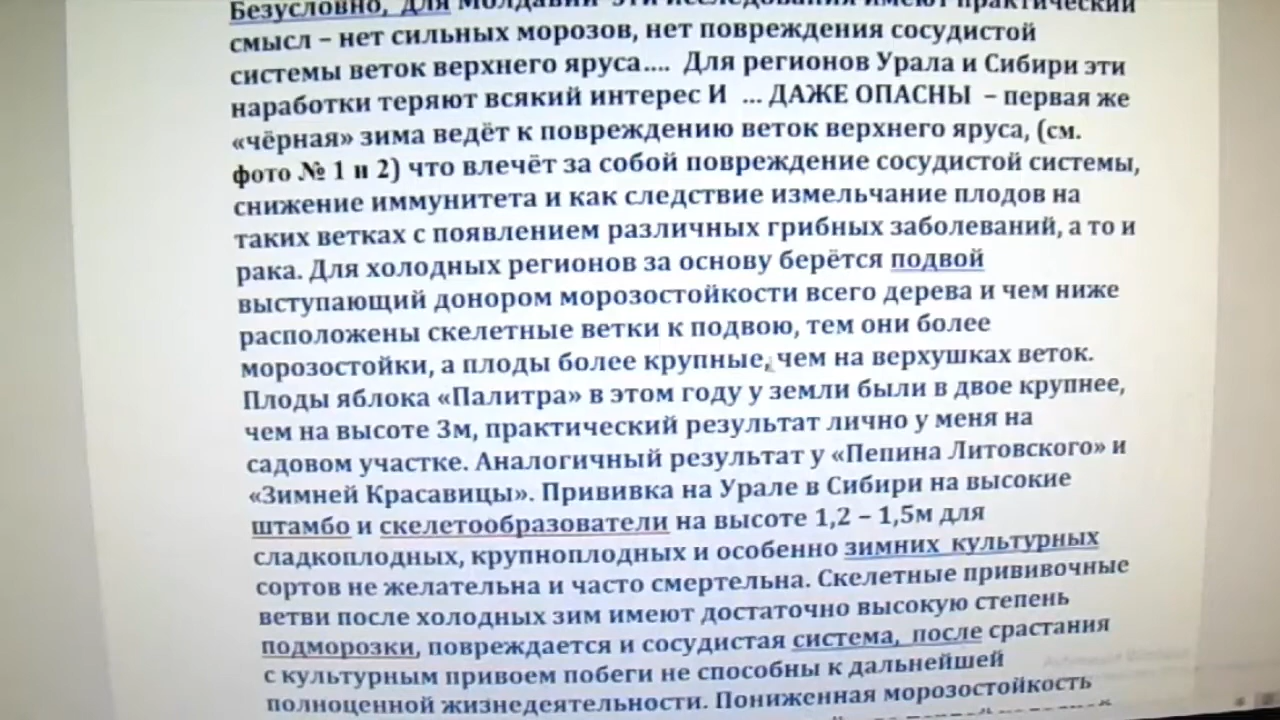 Безусловно, для Молдавии эти исследования имеют практический
смысл – нет сильных морозов, нет повреждения сосудистой
системы веток верхнего яруса.... Для регионов Урала и Сибири эти
наработки теряют всякий интерес И ... ДАЖЕ ОПАСНЫ – первая же
«чёрная» зима ведёт к повреждению веток верхнего яруса, (см.
фото № 1 и 2) что влечёт за собой повреждение сосудистой системы,
снижение иммунитета и как следствие измельчание плодов на
таких ветках с появлением различных грибных заболеваний, а то и
рака. Для холодных регионов за основу берётся подвой
выступающий донором морозостойкости всего дерева и чем ниже
расположены скелетные ветки к подвою, тем они более
морозостойки, а плоды более крупные, чем на верхушках веток.
Плоды яблока «Палитра» в этом году у земли были в двое крупнее,
чем на высоте 3м, практический результат лично у меня на
садовом участке. Аналогичный результат у «Пепина Литовского» и
«Зимней Красавицы». Прививка на Урале в Сибири на высокие
штамбо и скелетообразователи на высоте 1,2 – 1,5м для
сладкоплодных, крупноплодных и особенно зимних культурных
сортов не желательна и часто смертельна. Скелетные прививочные
ветви после холодных зим имеют достаточно высокую степень
подморозки, повреждается и сосудистая система, после срастания
с культурным привоем побеги не способны к дальнейшей
полноценной жизнедеятельности. Пониженная морозостойкость